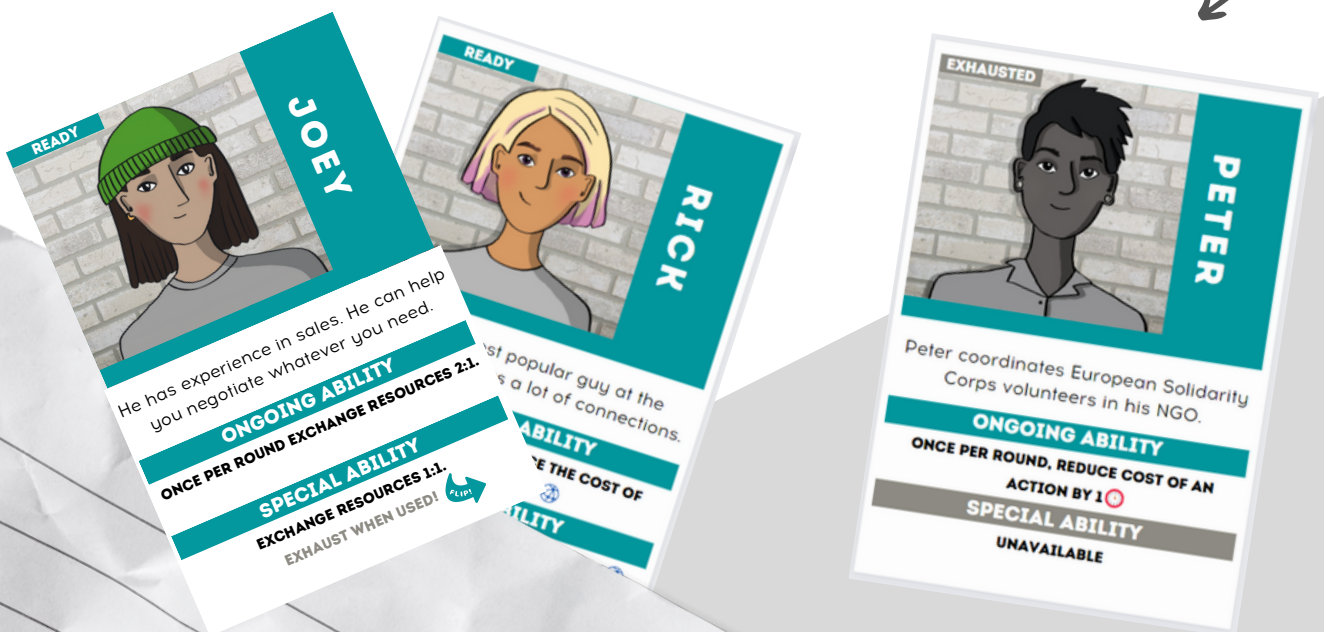 READY
JOEY
He has experience in sales. He can help
you negotiate whatever you need.
ONGOING ABILITY
ONCE PER ROUND EXCHANGE RESOURCES 2:1.
SPECIAL ABILITY
EXCHANGE RESOURCES 1:1.
EXHAUST WHEN USED!
FLIP!
READY
RICK
popular guy at the
a lot of connections.
THE COST OF
EXHAUSTED
PETER
Peter coordinates European Solidarity
Corps volunteers in his NGO.
ONGOING ABILITY
ONCE PER ROUND, REDUCE COST OF AN
ACTION BY 1
SPECIAL ABILITY
UNAVAILABLE